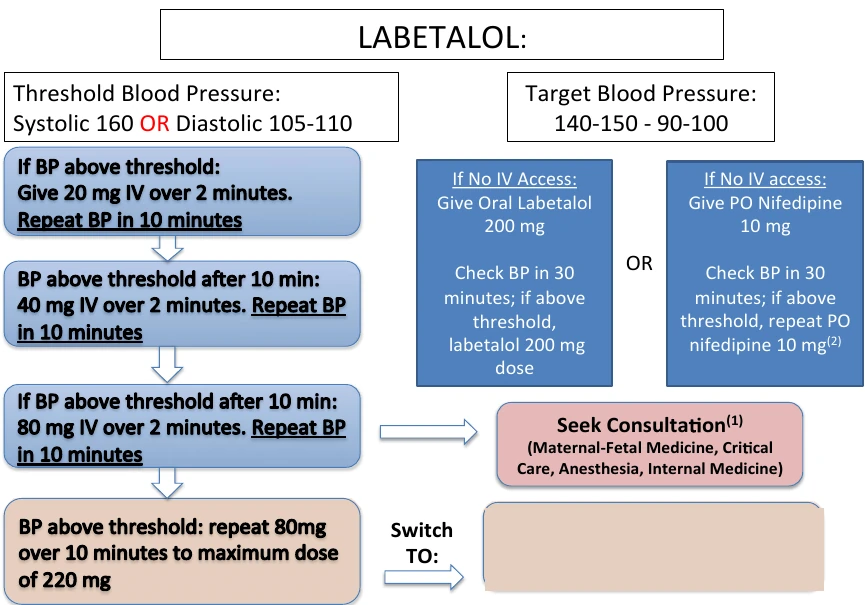 LABETALOL:
Threshold Blood Pressure:
Systolic 160 OR Diastolic 105-110
Target Blood Pressure:
140-150 - 90-100
If BP above threshold:
Give 20 mg IV over 2 minutes.
Repeat BP in 10 minutes
BP above threshold after 10 min:
40 mg IV over 2 minutes. Repeat BP
in 10 minutes
If BP above threshold after 10 min:
80 mg IV over 2 minutes. Repeat BP
in 10 minutes
BP above threshold: repeat 80mg
over 10 minutes to maximum dose
of 220 mg
If No IV Access:
Give Oral Labetalol
200 mg
Check BP in 30
minutes; if above
threshold,
labetalol 200 mg
dose
OR
If No IV access:
Give PO Nifedipine
10 mg
Check BP in 30
minutes; if above
threshold, repeat PO
nifedipine 10 mg(2)
Seek Consultation(1)
(Maternal-Fetal Medicine, Critical
Care, Anesthesia, Internal Medicine)
Switch
TO: